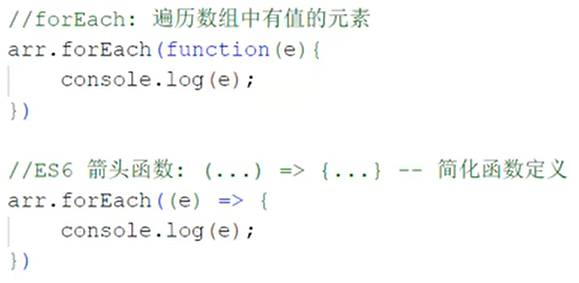 //forEach: 遍历数组中有值的元素
arr.forEach(function(e){
    console.log(e);
})

//ES6 箭头函数: (...) => {...} -- 简化函数定义
arr.forEach((e) => {
    console.log(e);
})